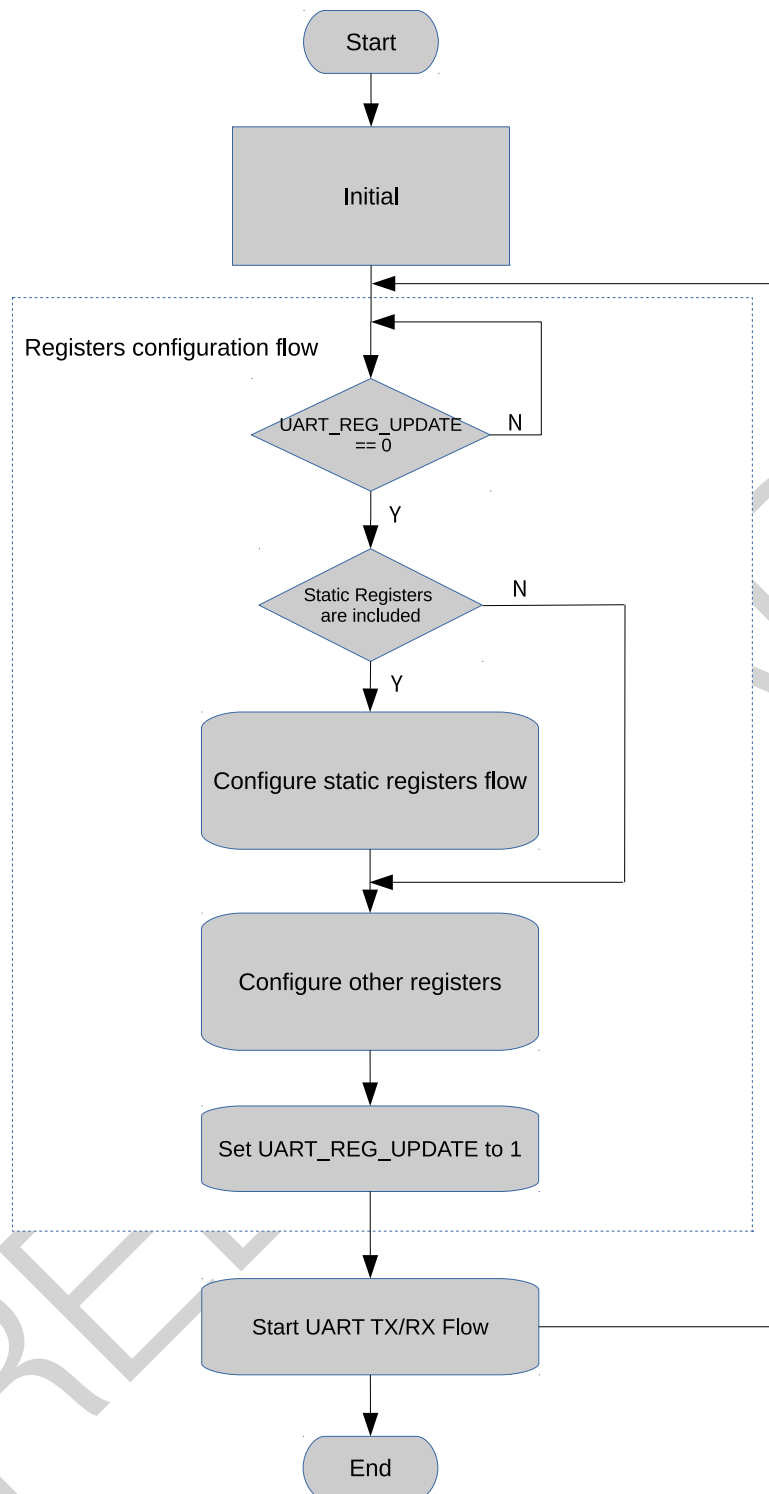 Start
Initial
Registers configuration flow
UART_REG_UPDATE
== 0
N
Y
Static Registers
are included
N
Y
Configure static registers flow
Configure other registers
Set UART_REG_UPDATE to 1
Start UART TX/RX Flow
End